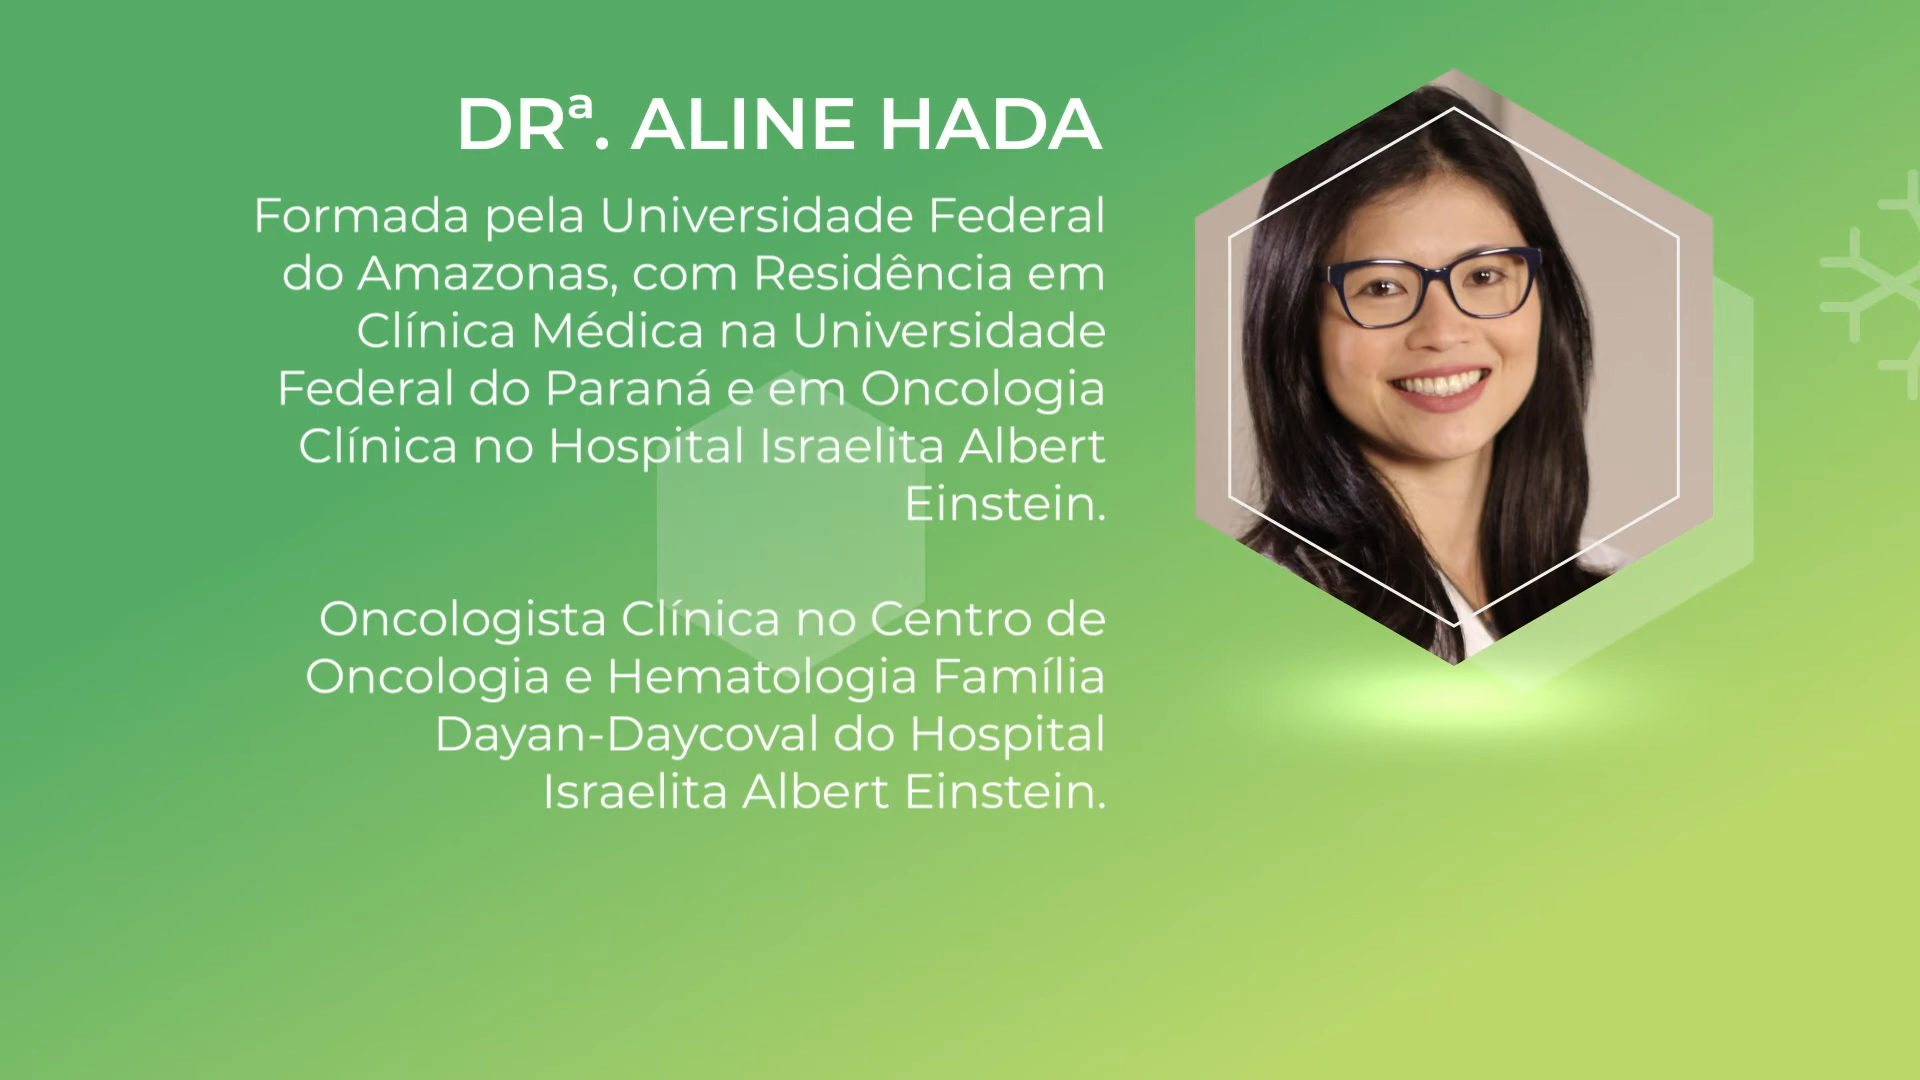 DRª. ALINE HADA
Formada pela Universidade Federal
do Amazonas, com Residência em
Clínica Médica na Universidade
Federal do Paraná e em Oncologia
Clínica no Hospital Israelita Albert
Einstein.
Oncologista Clínica no Centro de
Oncologia e Hematologia Família
Dayan-Daycoval do Hospital
Israelita Albert Einstein.